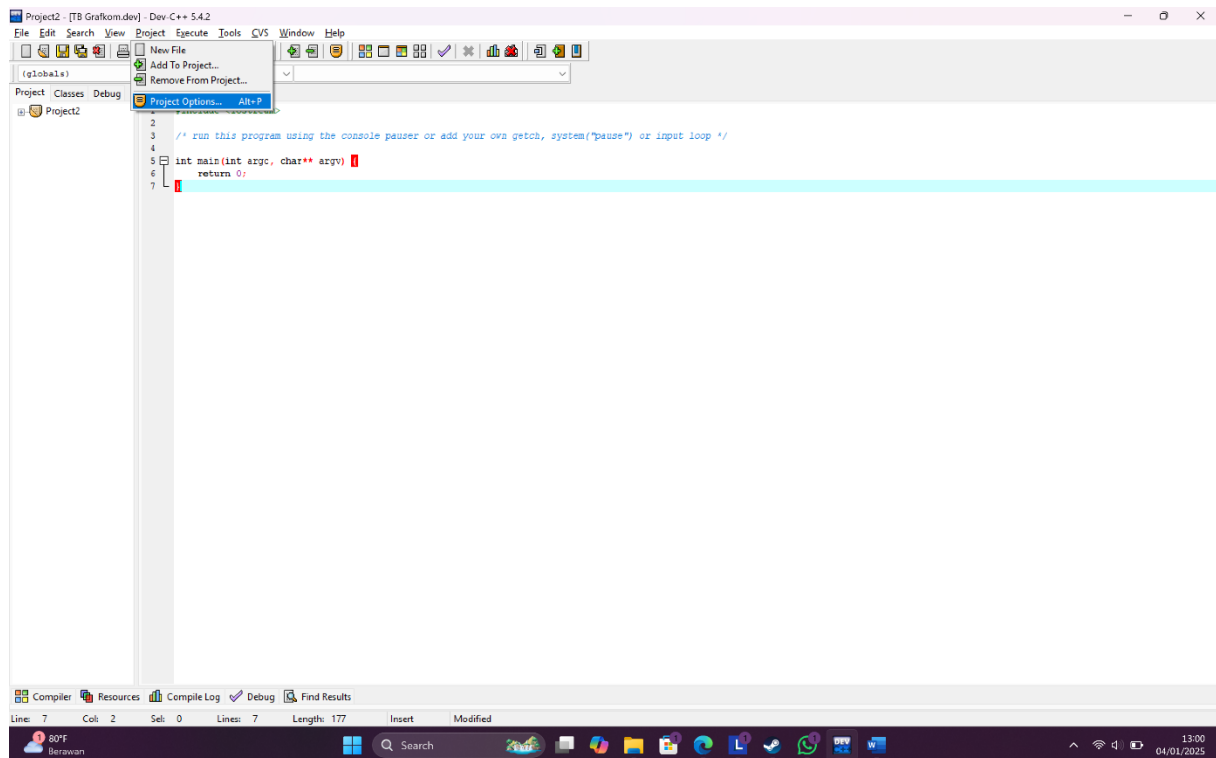 Project2 - [TB Grafkom.dev] - Dev-C++ 5.4.2
File Edit Search View Project Execute Tools CVS Window Help
New File
Add To Project...
Remove From Project...
Project Options... Alt+P
(globals)
Project Classes Debug
Project2
1 #include <iostream>
2
3 /* run this program using the console pauser or add your own getch, system("pause") or input loop */
4
5 int main(int argc, char** argv) {
6 return 0;
7 }
Compiler Resources Compile Log Debug Find Results
Line: 7 Col: 2 Sel: 0 Lines: 7 Length: 177 Insert Modified
1 80°F
Berawan
Search
L
DEV
W
13:00
04/01/2025